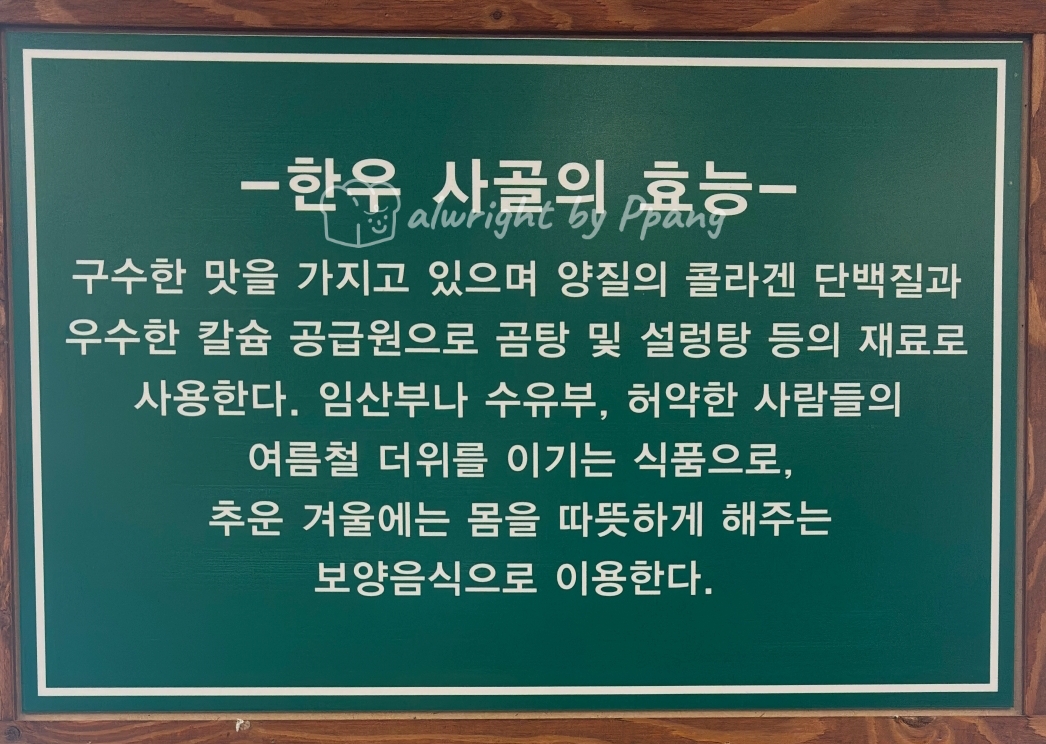 -한우 사골의 효능-
alwright by Ppang
구수한 맛을 가지고 있으며 양질의 콜라겐 단백질과
우수한 칼슘 공급원으로 곰탕 및 설렁탕 등의 재료로
사용한다. 임산부나 수유부, 허약한 사람들의
여름철 더위를 이기는 식품으로,
추운 겨울에는 몸을 따뜻하게 해주는
보양음식으로 이용한다.